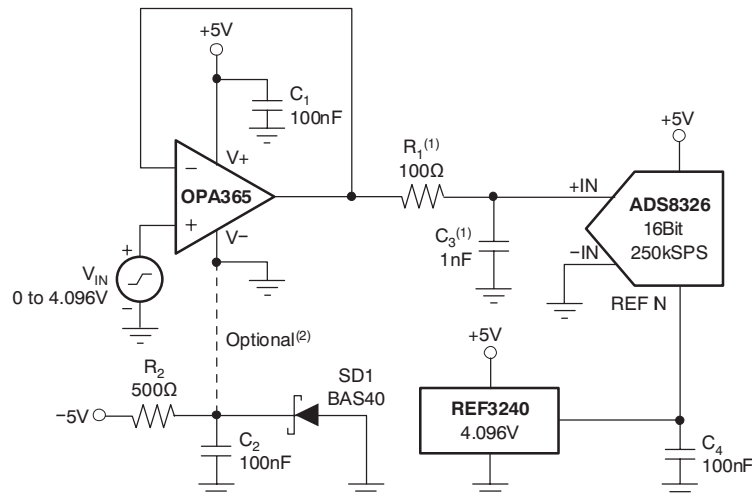 +5V
C1
100nF
V+
−
OPA365
+
V−
+
VIN
0 to 4.096V
−
R1(1)
100Ω
C3(1)
1nF
+5V
+IN
ADS8326
16Bit
−IN
250kSPS
REF N
Optional(2)
R2
500Ω
−5V
SD1
BAS40
C2
100nF
+5V
REF3240
4.096V
C4
100nF